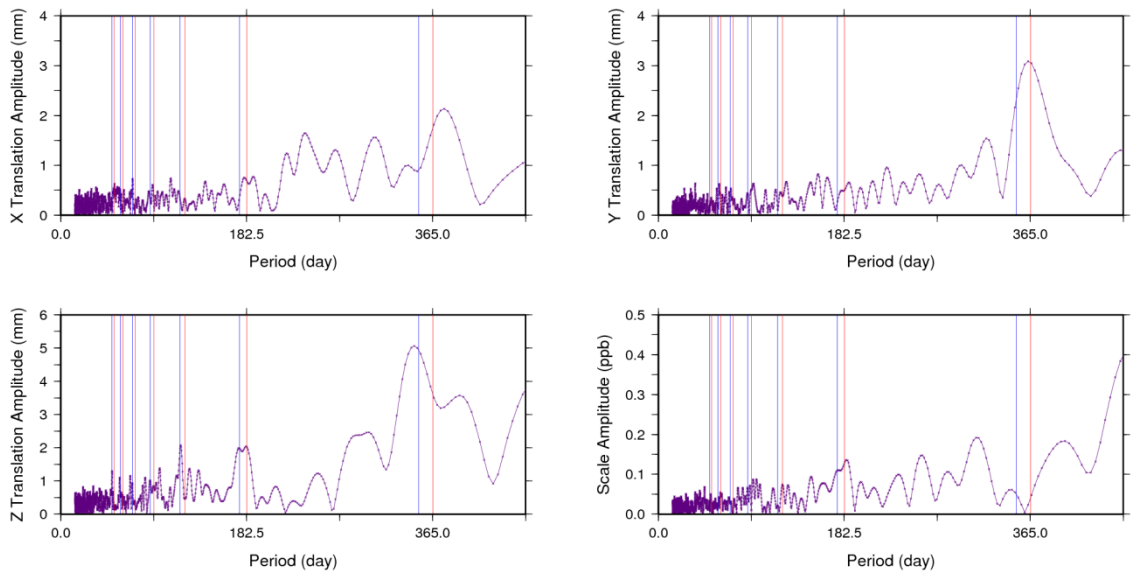 4
3
2
1
0
X Translation Amplitude (mm)
0.0 182.5 365.0
Period (day)
4
3
2
1
0
Y Translation Amplitude (mm)
0.0 182.5 365.0
Period (day)
6
5
4
3
2
1
0
Z Translation Amplitude (mm)
0.0 182.5 365.0
Period (day)
0.5
0.4
0.3
0.2
0.1
0.0
Scale Amplitude (ppb)
0.0 182.5 365.0
Period (day)